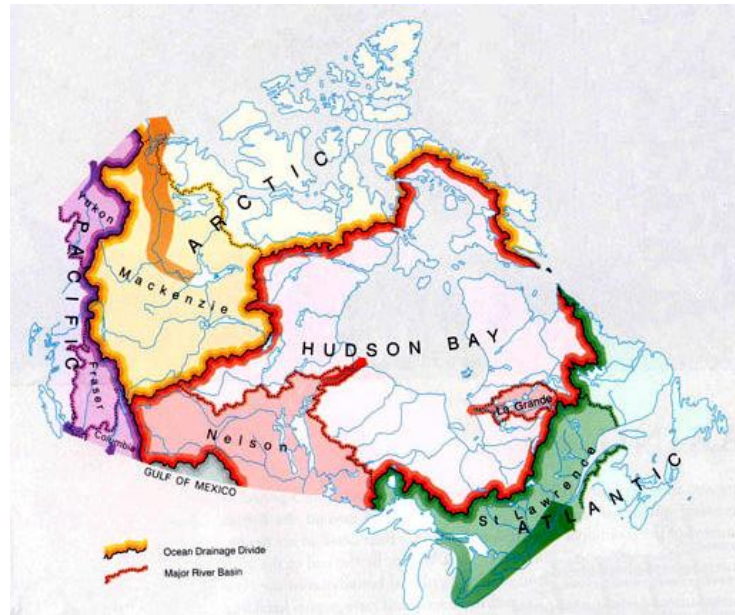 ARCTIC
Yukon
PACIFIC
Mackenzie
HUDSON BAY
Fraser
La Grande
Columbia
Nelson
GULF OF MEXICO
St Lawrence
ATLANTIC
Ocean Drainage Divide
Major River Basin